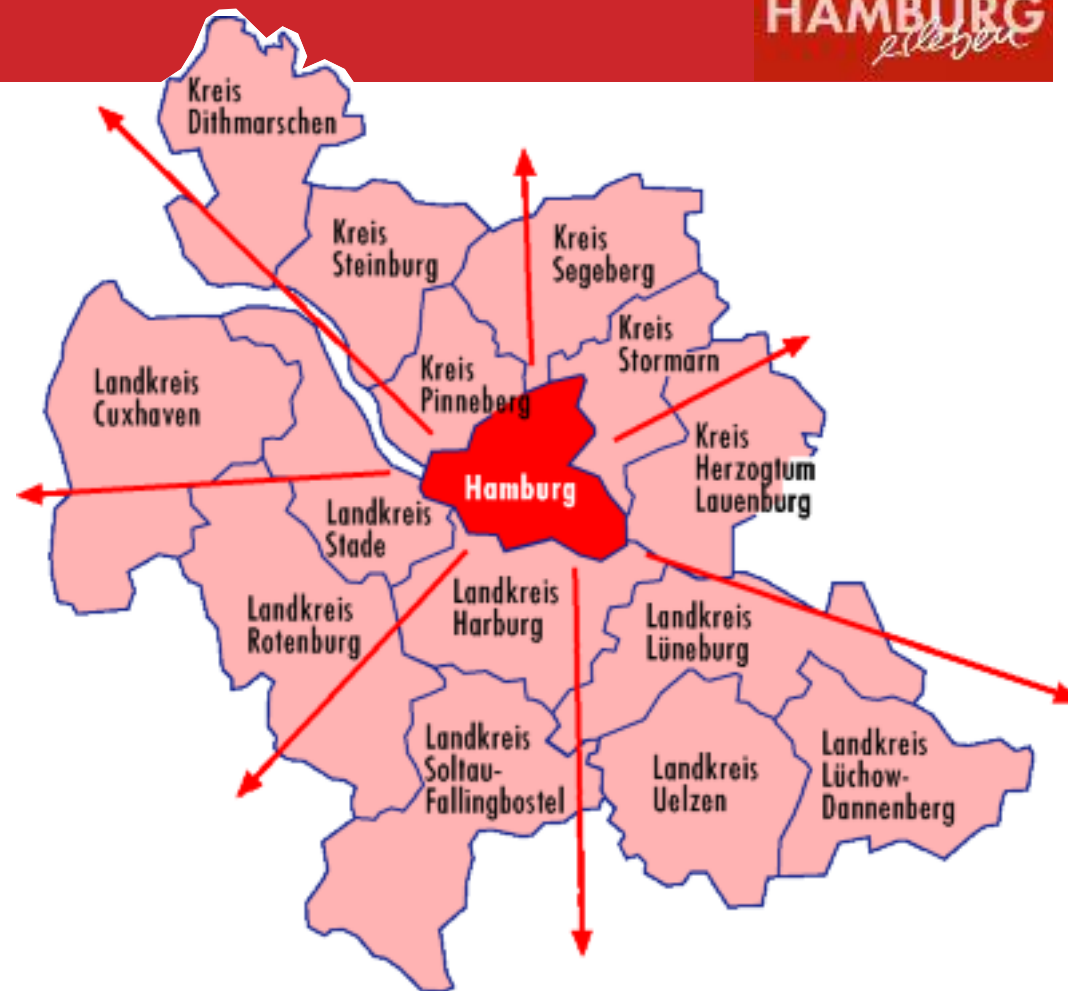 HAMBURG
erleben
Kreis
Dithmarschen
Kreis
Steinburg
Kreis
Segeberg
Kreis
Stormarn
Kreis
Pinneberg
Landkreis
Cuxhaven
Kreis
Herzogtum
Lauenburg
Hamburg
Landkreis
Stade
Landkreis
Harburg
Landkreis
Rotenburg
Landkreis
Lüneburg
Landkreis
Soltau-
Fallingbostel
Landkreis
Uelzen
Landkreis
Lüchow-
Dannenberg